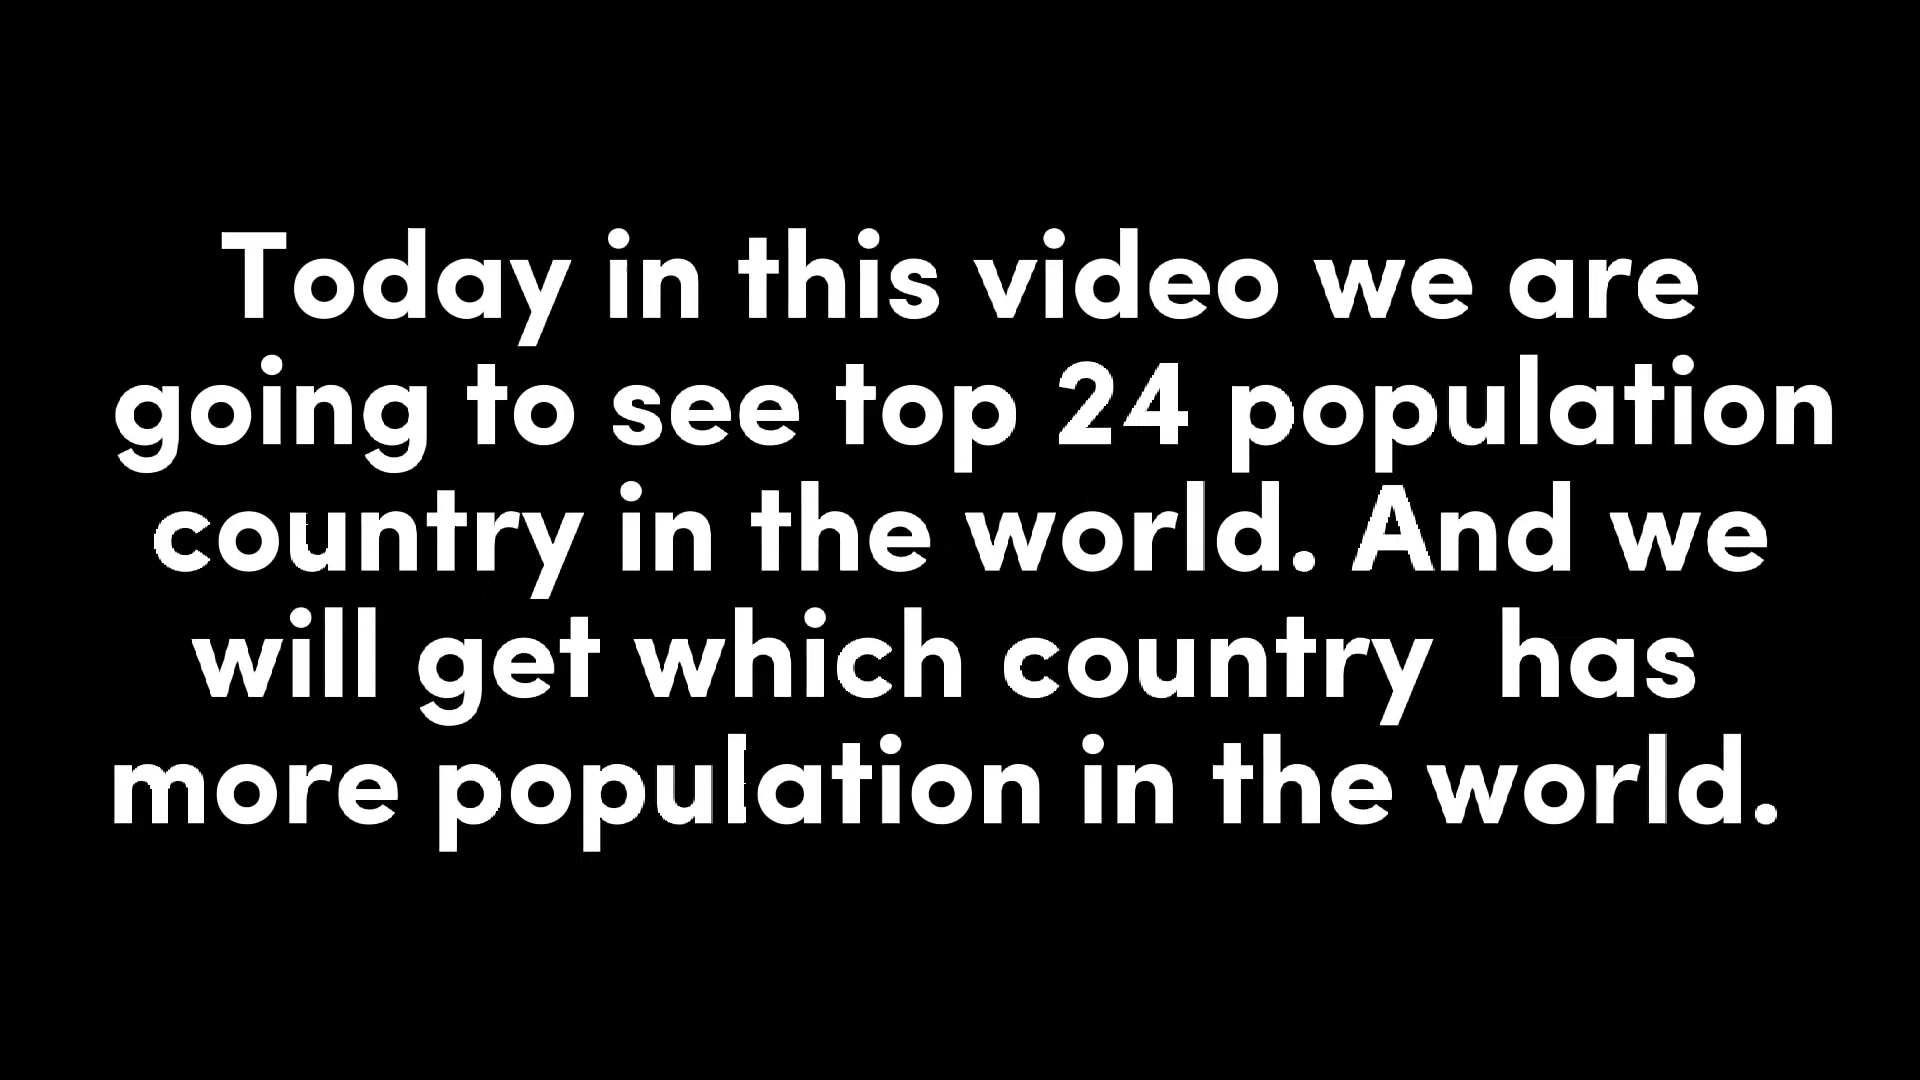 Today in this video we are
going to see top 24 population
country in the world. And we
will get which country  has
more population in the world.